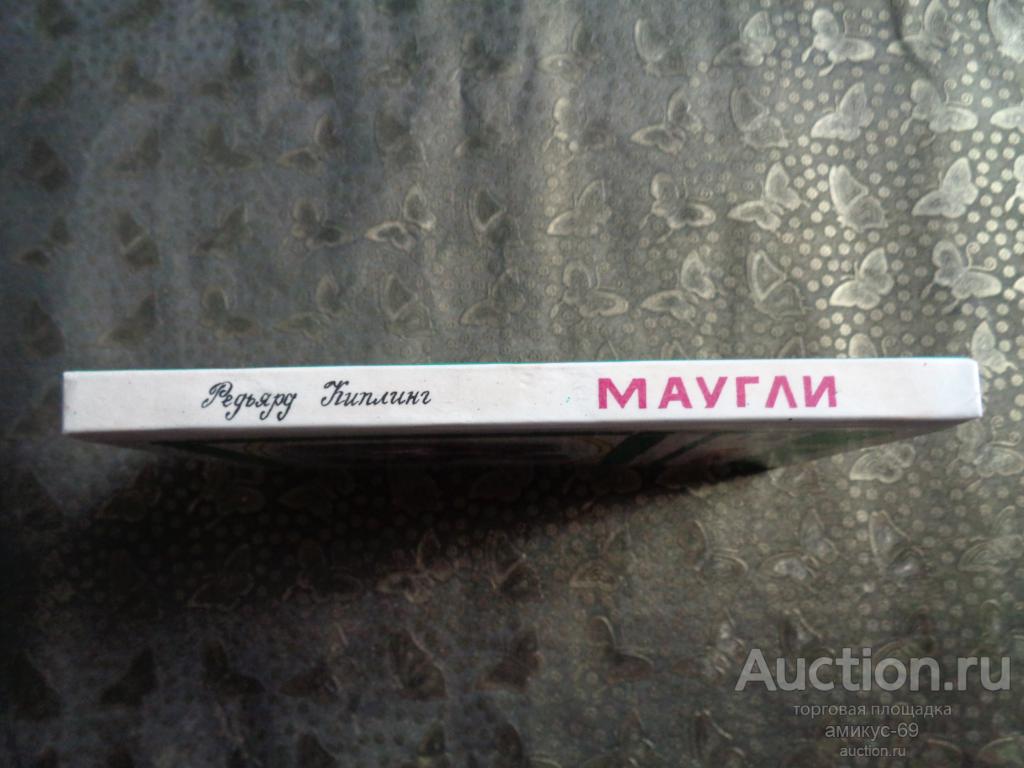 Редьярд Киплинг МАУГЛИ
Auction.ru
торговая площадка
амикус-69
auction.ru